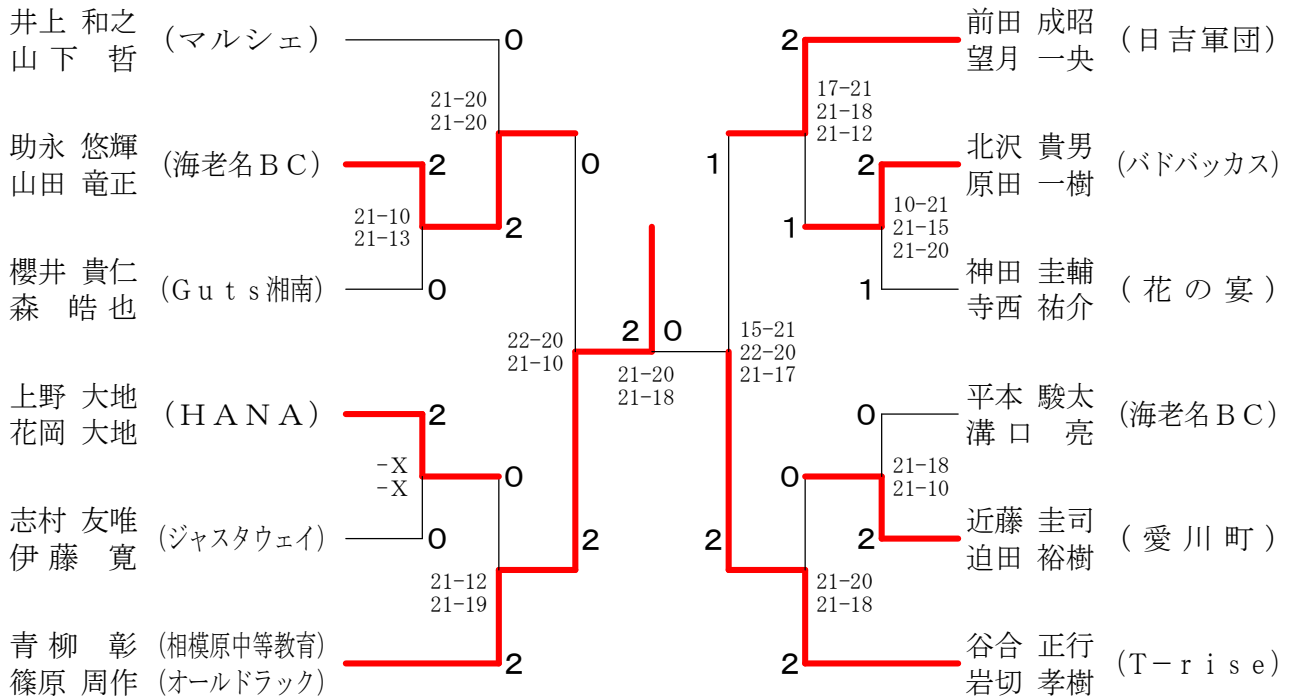 井上 和之 (マルシェ)
山下 哲
0
21-20
21-20
助永 悠輝 (海老名ＢＣ)
山田 竜正
2
21-10
21-13
2
0
櫻井 貴仁 (Ｇｕｔｓ湘南)
森 皓也
0
22-20
21-10
上野 大地 (ＨＡＮＡ)
花岡 大地
2
-X
-X
0
志村 友唯 (ジャスタウェイ)
伊藤 寛
0
2
21-12
21-19
青柳 彰 (相模原中等教育)
篠原 周作 (オールドラック)
2
2 0
21-20
21-18
2
前田 成昭 (日吉軍団)
望月 一央
17-21
21-18
21-12
1
2
北沢 貴男 (バドバッカス)
原田 一樹
10-21
21-15
21-20
1
1
神田 圭輔 (花の宴)
寺西 祐介
15-21
22-20
21-17
0
平本 駿太 (海老名ＢＣ)
溝口 亮
21-18
21-10
0
2
近藤 圭司 (愛川町)
迫田 裕樹
2
21-20
21-18
2
谷合 正行 (Ｔ－ｒｉｓｅ)
岩切 孝樹